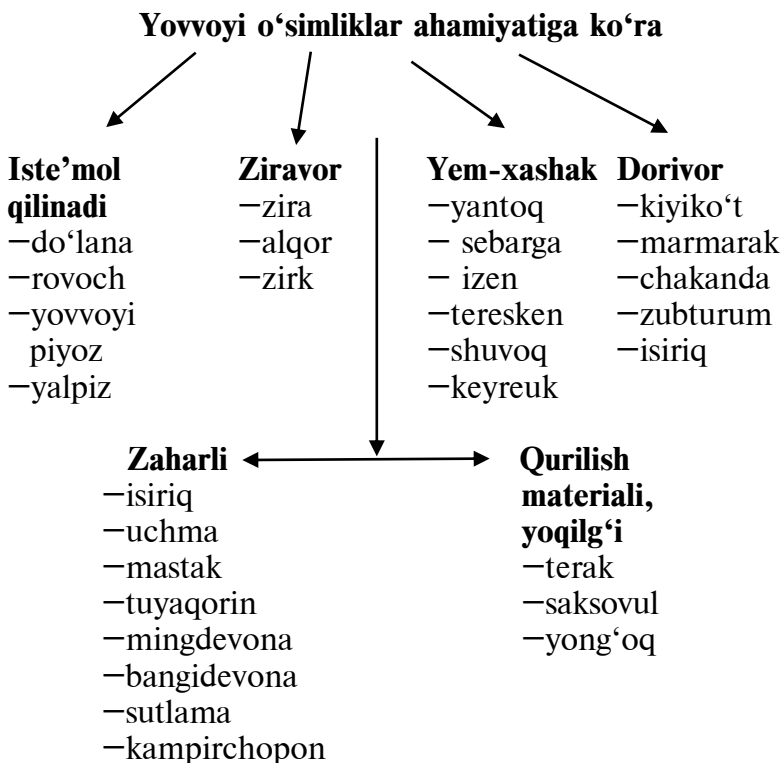 Yovvoyi o‘simliklar ahamiyatiga ko‘ra
Iste’mol
qilinadi
—do‘lana
—rovoch
—yovvoyi
piyoz
—yalpiz
Ziravor
—zira
—alqor
—zirk
Yem-xashak
—yantoq
— sebarga
— izen
—teresken
—shuvoq
—keyreuk
Dorivor
—kiyiko‘t
—marmarak
—chakanda
—zubturum
—isiriq
Zaharli
—isiriq
—uchma
—mastak
—tuyaqorin
—mingdevona
—bangidevona
—sutlama
—kampirchopon
Qurilish
materiali,
yoqilg‘i
—terak
—saksovul
—yong‘oq